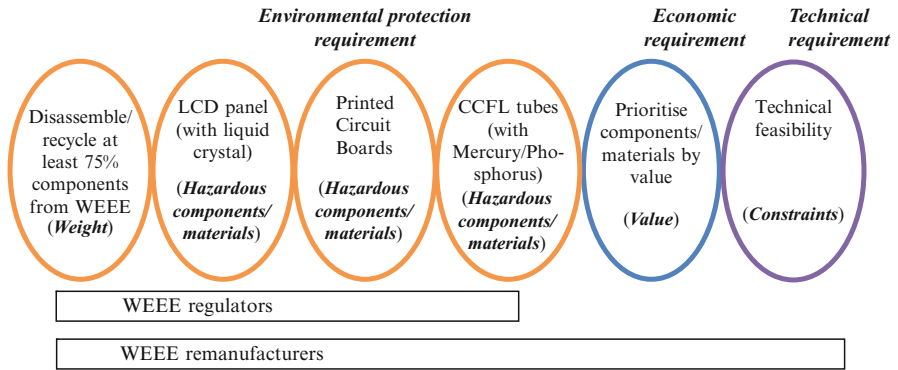 Environmental protection
requirement
Economic
requirement
Technical
requirement
Disassemble/
recycle at
least 75%
components
from WEEE
(Weight)
LCD panel
(with liquid
crystal)
(Hazardous
components/
materials)
Printed
Circuit
Boards
(Hazardous
components/
materials)
CCFL tubes
(with
Mercury/Pho-
sphorus)
(Hazardous
components/
materials)
Prioritise
components/
materials by
value
(Value)
Technical
feasibility
(Constraints)
WEEE regulators
WEEE remanufacturers